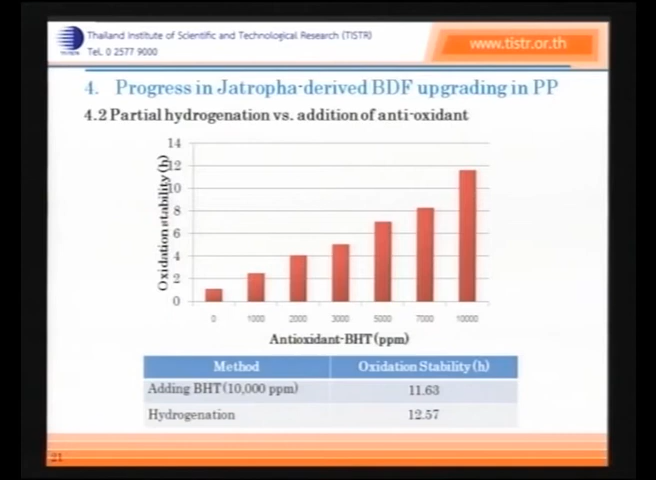 Thailand Institute of Scientific and Technological Research (TISTR)
Tel. 0 2577 9000
www.tistr.or.th
4. Progress in Jatropha-derived BDF upgrading in PP
4.2 Partial hydrogenation vs. addition of anti-oxidant
Oxidation stability (h)
14
12
10
8
6
4
2
0
0 1000 2000 3000 5000 7000 10000
Antioxidant-BHT (ppm)
Method Oxidation Stability (h)
Adding BHT (10,000 ppm) 11.63
Hydrogenation 12.57
21